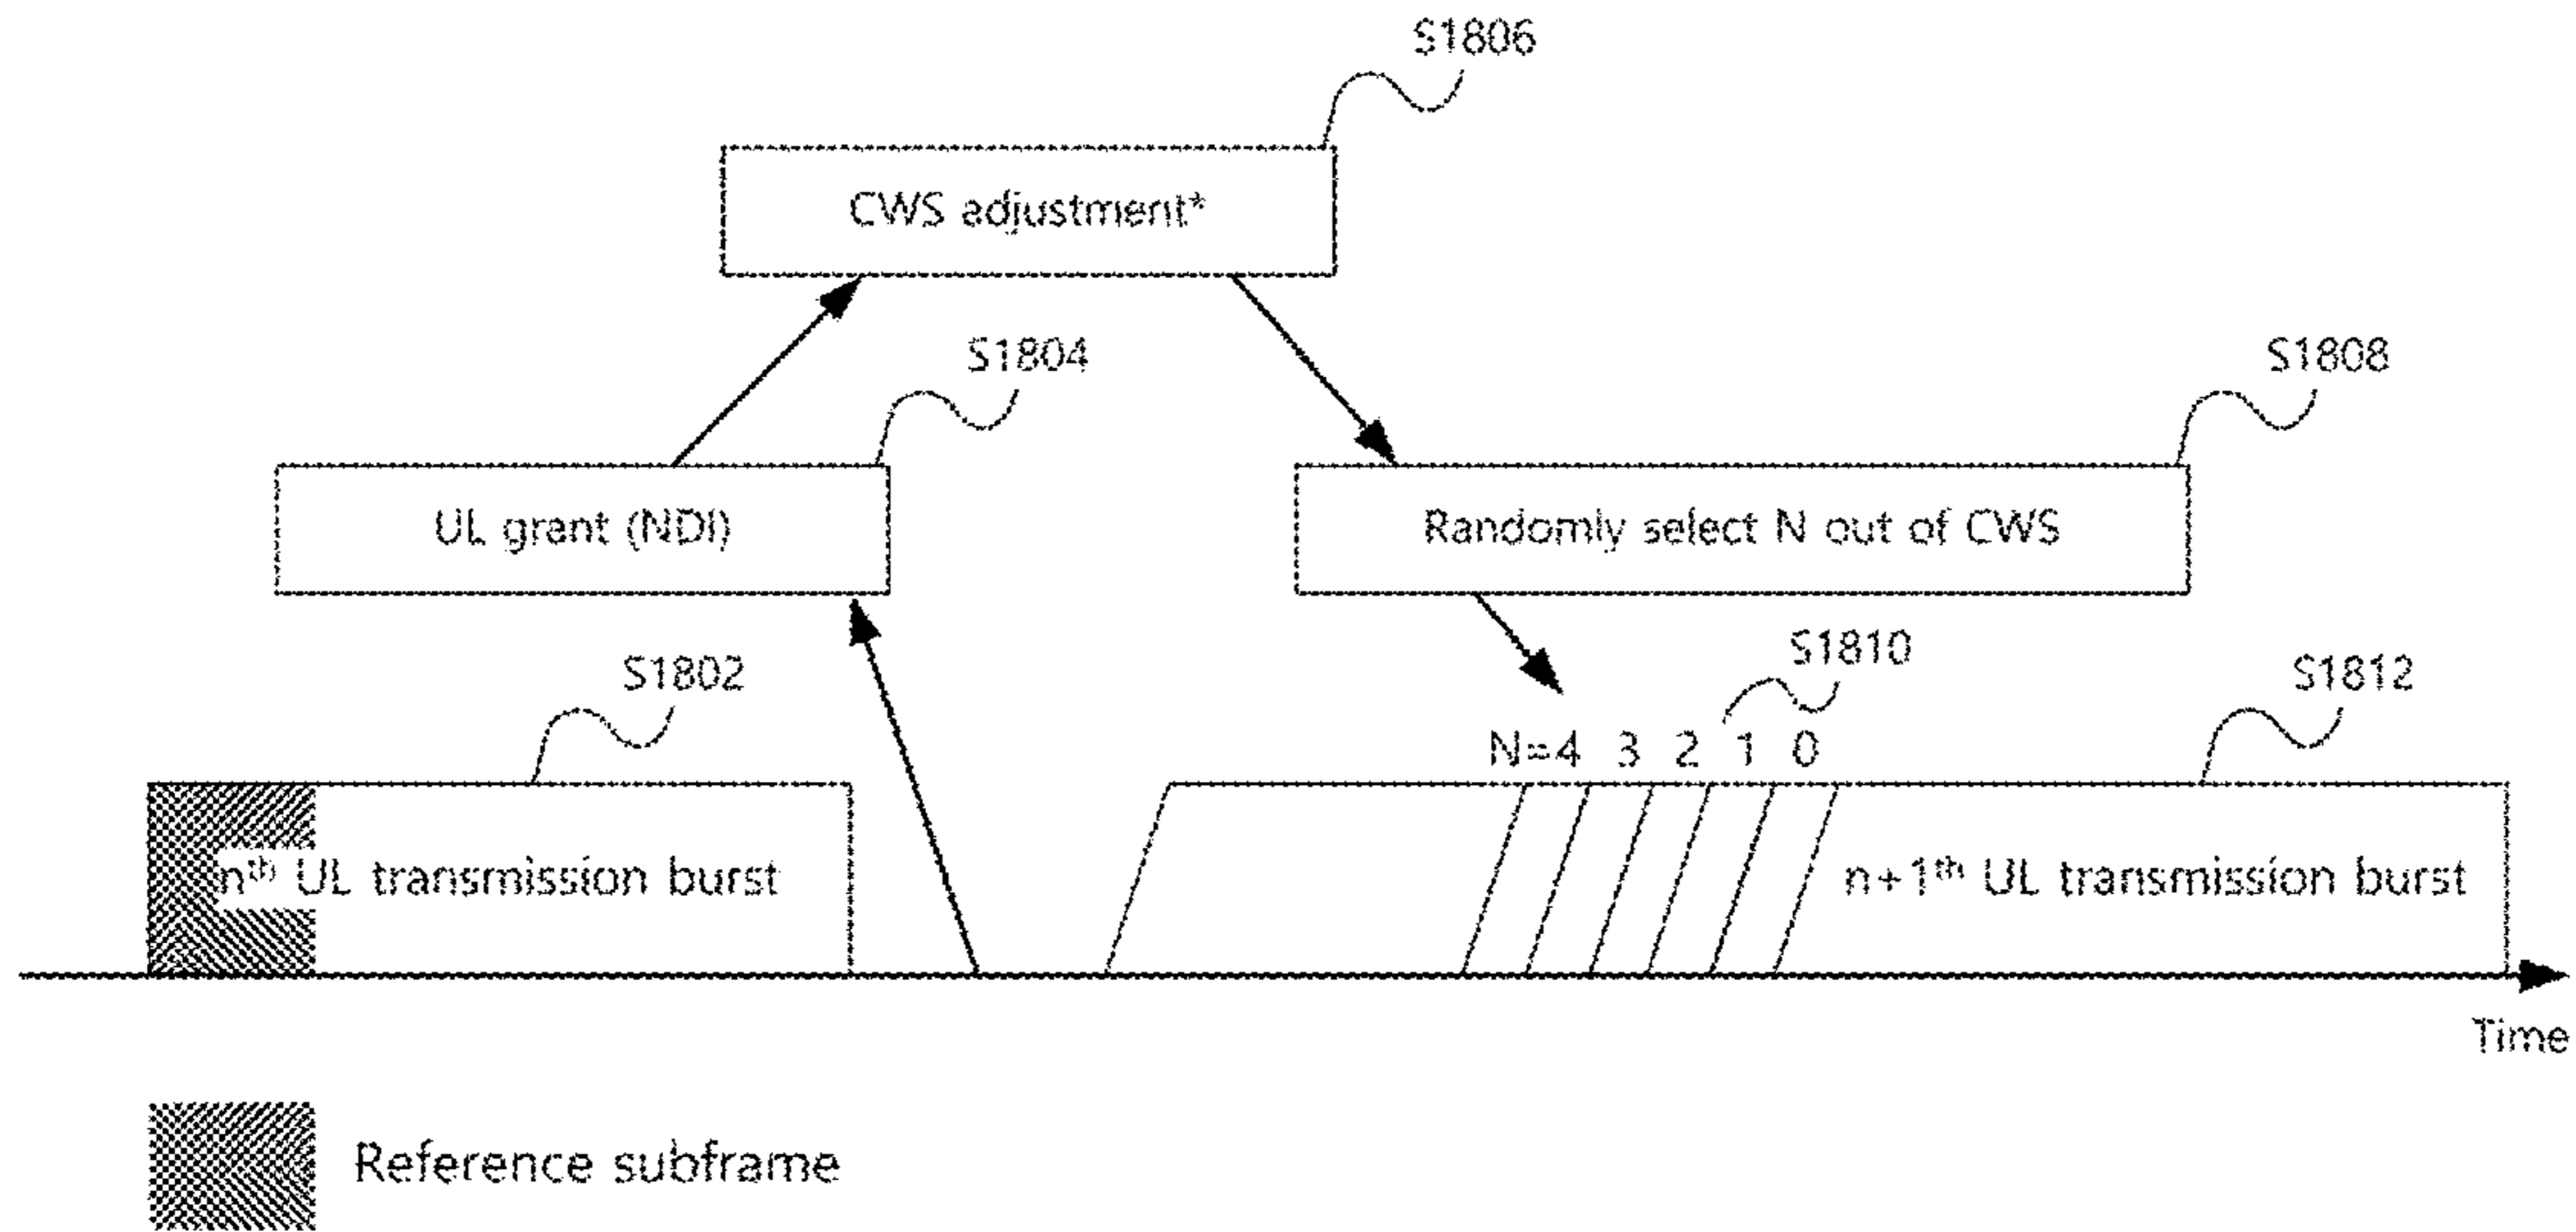 S1806
CWS adjustment*
S1804
S1808
UL grant (NDI)
Randomly select N out of CWS
S1802
S1810
S1812
N=4 3 2 1 0
nth UL transmission burst
n+1th UL transmission burst
Time
Reference subframe